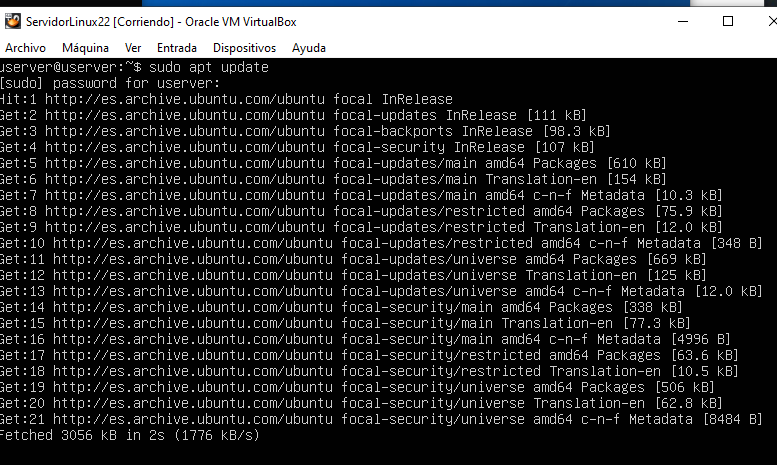 ServidorLinux22 [Corriendo] - Oracle VM VirtualBox
Archivo Máquina Ver Entrada Dispositivos Ayuda
userver@userver:~$ sudo apt update
[sudo] password for userver:
Hit:1 http://es.archive.ubuntu.com/ubuntu focal InRelease
Get:2 http://es.archive.ubuntu.com/ubuntu focal-updates InRelease [111 kB]
Get:3 http://es.archive.ubuntu.com/ubuntu focal-backports InRelease [98.3 kB]
Get:4 http://es.archive.ubuntu.com/ubuntu focal-security InRelease [107 kB]
Get:5 http://es.archive.ubuntu.com/ubuntu focal-updates/main amd64 Packages [610 kB]
Get:6 http://es.archive.ubuntu.com/ubuntu focal-updates/main Translation-en [154 kB]
Get:7 http://es.archive.ubuntu.com/ubuntu focal-updates/main amd64 c-n-f Metadata [10.3 kB]
Get:8 http://es.archive.ubuntu.com/ubuntu focal-updates/restricted amd64 Packages [75.9 kB]
Get:9 http://es.archive.ubuntu.com/ubuntu focal-updates/restricted Translation-en [12.0 kB]
Get:10 http://es.archive.ubuntu.com/ubuntu focal-updates/restricted amd64 c-n-f Metadata [348 B]
Get:11 http://es.archive.ubuntu.com/ubuntu focal-updates/universe amd64 Packages [669 kB]
Get:12 http://es.archive.ubuntu.com/ubuntu focal-updates/universe Translation-en [125 kB]
Get:13 http://es.archive.ubuntu.com/ubuntu focal-updates/universe amd64 c-n-f Metadata [12.0 kB]
Get:14 http://es.archive.ubuntu.com/ubuntu focal-security/main amd64 Packages [338 kB]
Get:15 http://es.archive.ubuntu.com/ubuntu focal-security/main Translation-en [77.3 kB]
Get:16 http://es.archive.ubuntu.com/ubuntu focal-security/main amd64 c-n-f Metadata [4996 B]
Get:17 http://es.archive.ubuntu.com/ubuntu focal-security/restricted amd64 Packages [63.6 kB]
Get:18 http://es.archive.ubuntu.com/ubuntu focal-security/restricted Translation-en [10.5 kB]
Get:19 http://es.archive.ubuntu.com/ubuntu focal-security/universe amd64 Packages [506 kB]
Get:20 http://es.archive.ubuntu.com/ubuntu focal-security/universe Translation-en [62.8 kB]
Get:21 http://es.archive.ubuntu.com/ubuntu focal-security/universe amd64 c-n-f Metadata [8484 B]
Fetched 3056 kB in 2s (1776 kB/s)